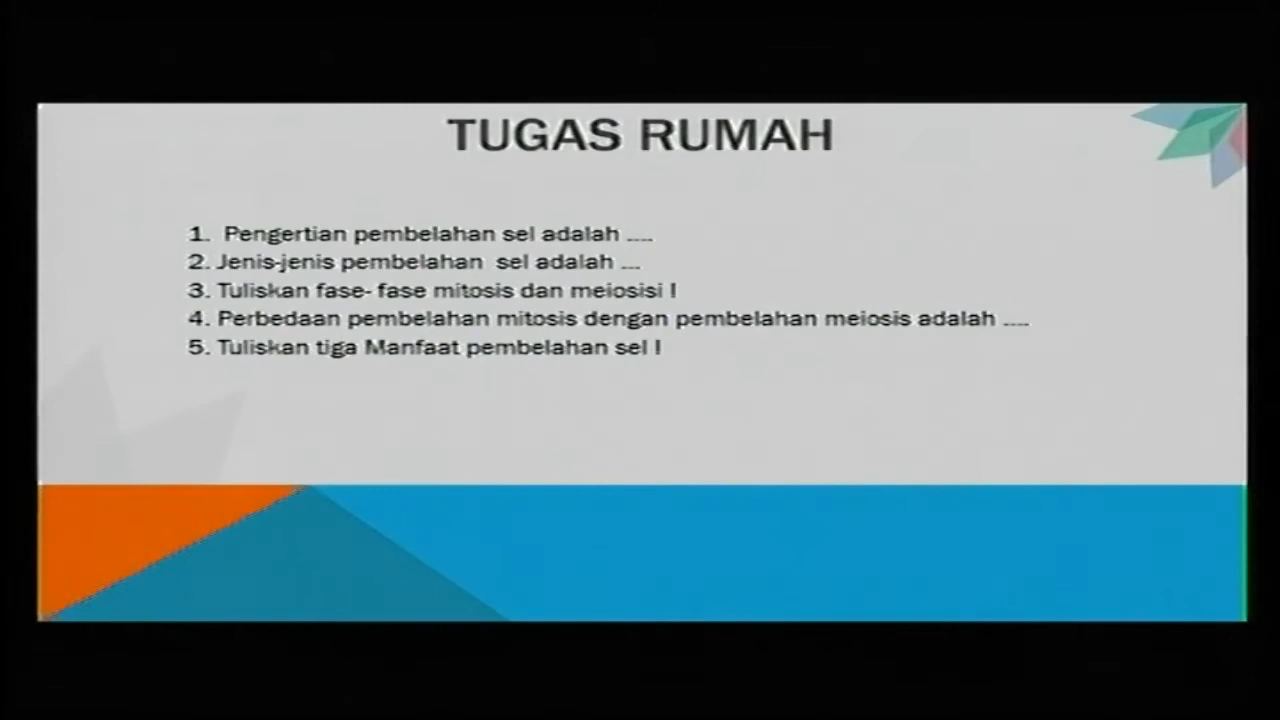 TUGAS RUMAH
1. Pengertian pembelahan sel adalah ....
2. Jenis-jenis pembelahan sel adalah ...
3. Tuliskan fase- fase mitosis dan meiosisi !
4. Perbedaan pembelahan mitosis dengan pembelahan meiosis adalah ....
5. Tuliskan tiga Manfaat pembelahan sel !